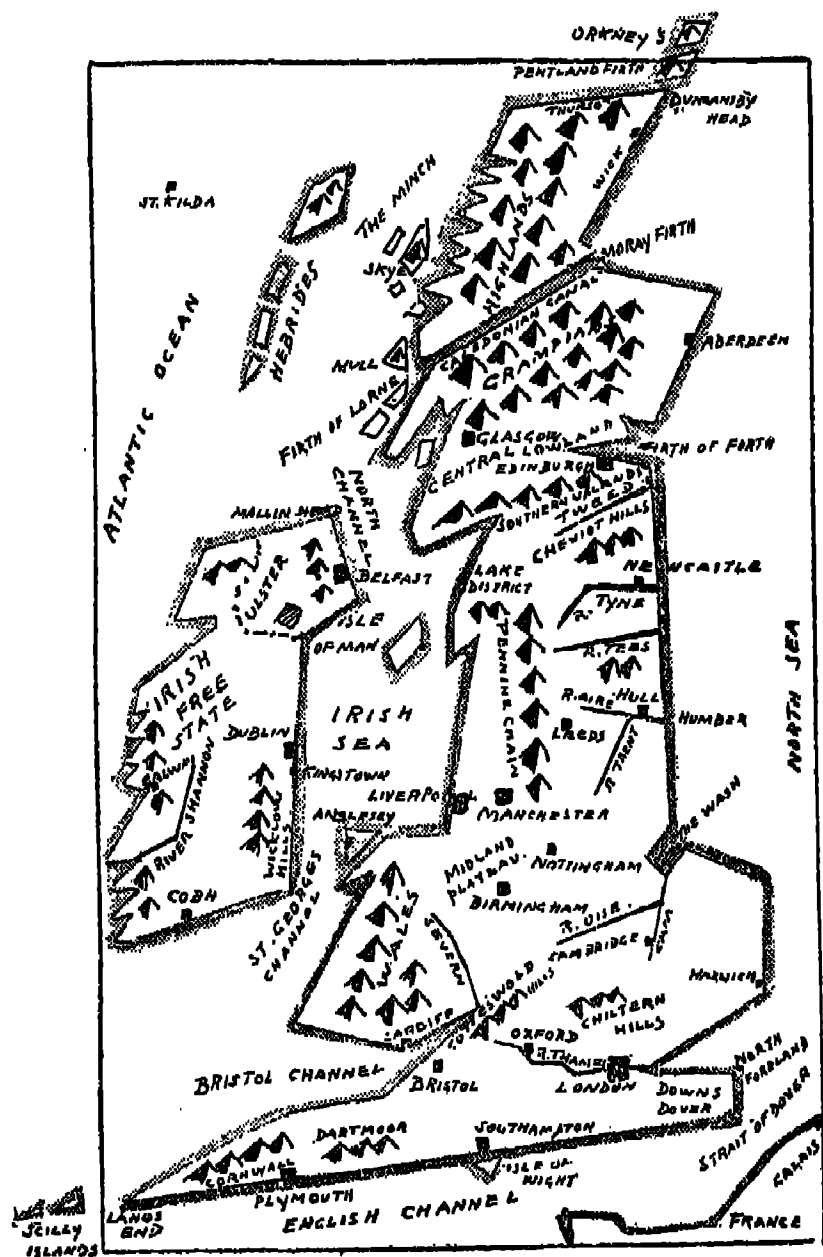 ORKNEY'S
PENTLAND FIRTH
DUNCANSBY
HEAD
THURSO
WICK
ST. KILDA
THE MINCH
SKYE
HIGHLANDS
MORAY FIRTH
HEBRIDES
ATLANTIC OCEAN
CALEDONIAN CANAL
GRAMPIANS
ABERDEEN
MULL
FIRTH OF LORNE
GLASGOW
CENTRAL LOWLAND
EDINBURGH
FIRTH OF FORTH
SOUTHERN UPLANDS
TWEED
CHEVIOT HILLS
NORTH
CHANNEL
MALLIN HEAD
ULSTER
BELFAST
LAKE
DISTRICT
NEWCASTLE
R. TYNE
ISLE
OF MAN
R. TEES
PENNINE CHAIN
IRISH
FREE
STATE
IRISH
SEA
R. AIRE
HULL
HUMBER
LEEDS
R TRENT
NORTH SEA
DUBLIN
KINGSTOWN
RIVER SHANNON
WICKLOW
HILLS
LIVERPOOL
MANCHESTER
ANGLESEY
THE WASH
MIDLAND
NOTTINGHAM
BIRMINGHAM
COBH
ST. GEORGES
CHANNEL
WALES
SEVERN
R. OUSE
CAMBRIDGE
CAM
HARWICH
CARDIFF
COTTESWOLD
HILLS
CHILTERN
HILLS
OXFORD
R. THAMES
LONDON
NORTH
FORELAND
DOWNS
DOVER
BRISTOL CHANNEL
BRISTOL
STRAIT OF DOVER
CALAIS
DARTMOOR
SOUTHAMPTON
CORNWALL
PLYMOUTH
ISLE OF
WIGHT
LANDS
END
ENGLISH CHANNEL
FRANCE
SCILLY
ISLANDS